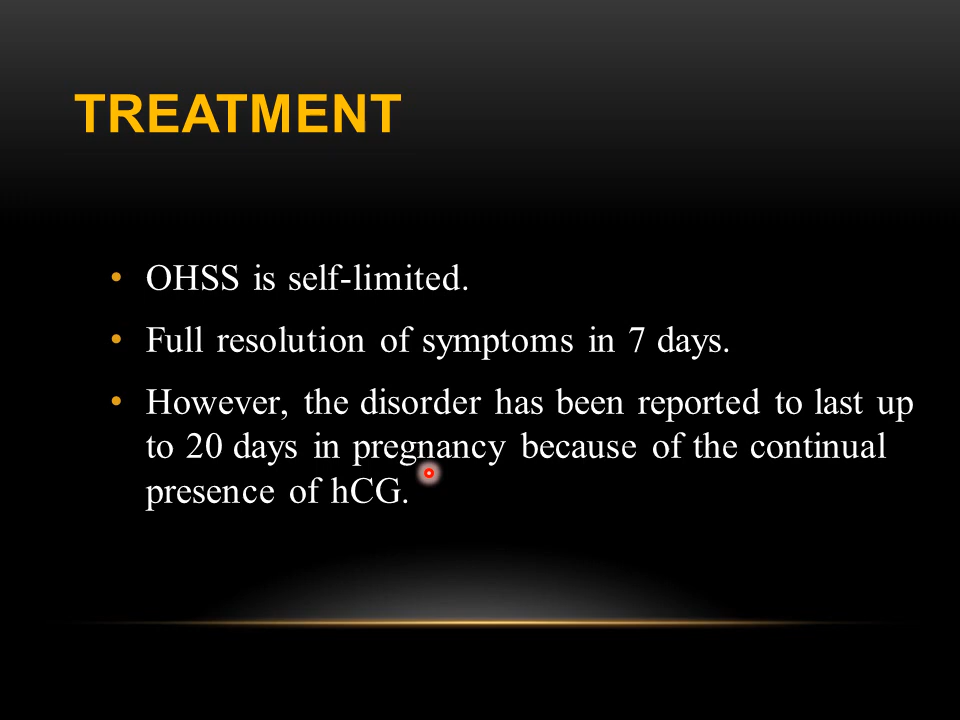 TREATMENT
• OHSS is self-limited.
• Full resolution of symptoms in 7 days.
• However, the disorder has been reported to last up
to 20 days in pregnancy because of the continual
presence of hCG.